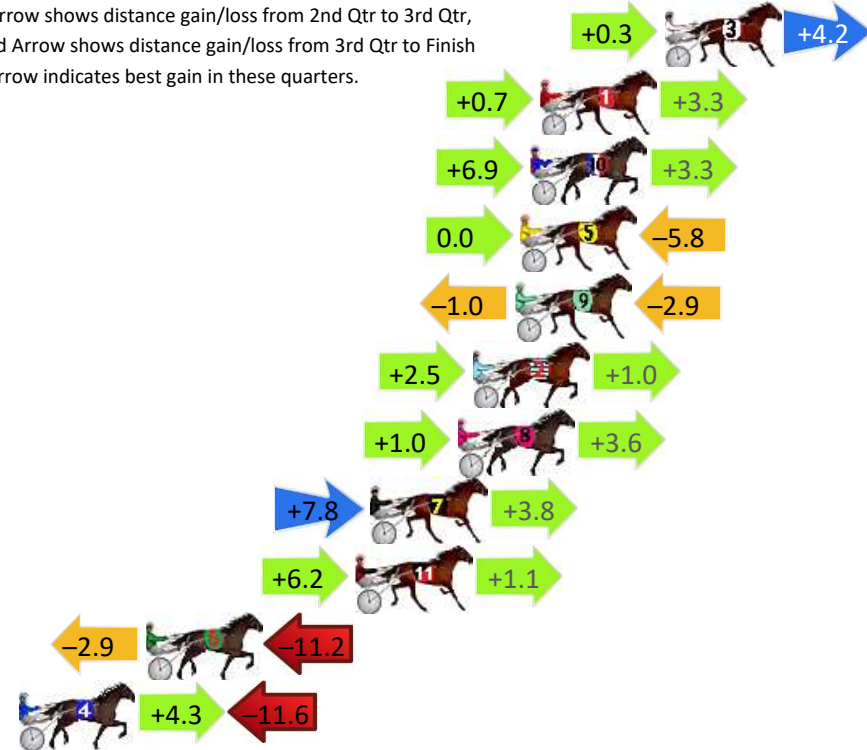 rrow shows distance gain/loss from 2nd Qtr to 3rd Qtr,
d Arrow shows distance gain/loss from 3rd Qtr to Finish
rrow indicates best gain in these quarters.
+0.3 3 +4.2
+0.7 1 +3.3
+6.9 10 +3.3
0.0 5 –5.8
–1.0 9 –2.9
+2.5 2 +1.0
+1.0 8 +3.6
+7.8 7 +3.8
+6.2 11 +1.1
–2.9 6 –11.2
4 +4.3 –11.6